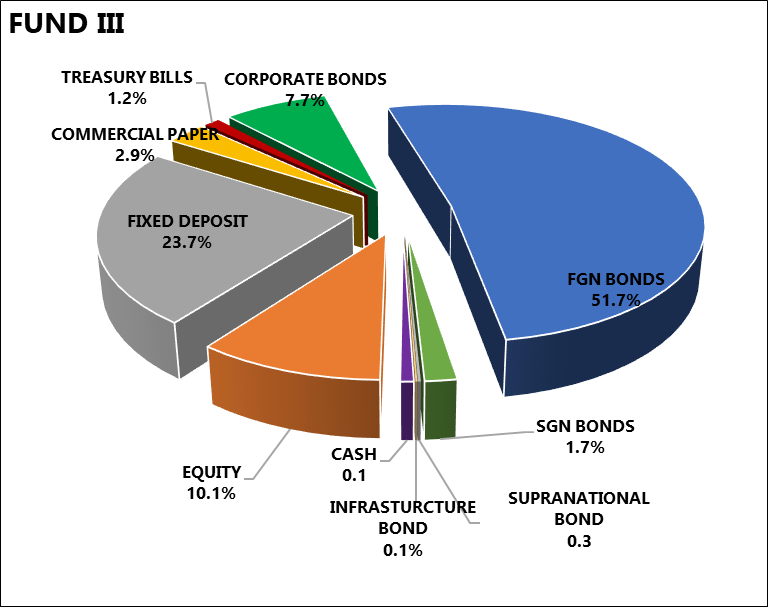 FUND III
TREASURY BILLS
1.2%
CORPORATE BONDS
7.7%
COMMERCIAL PAPER
2.9%
FIXED DEPOSIT
23.7%
FGN BONDS
51.7%
SGN BONDS
1.7%
CASH
0.1
EQUITY
10.1%
INFRASTURCTURE
BOND
0.1%
SUPRANATIONAL
BOND
0.3